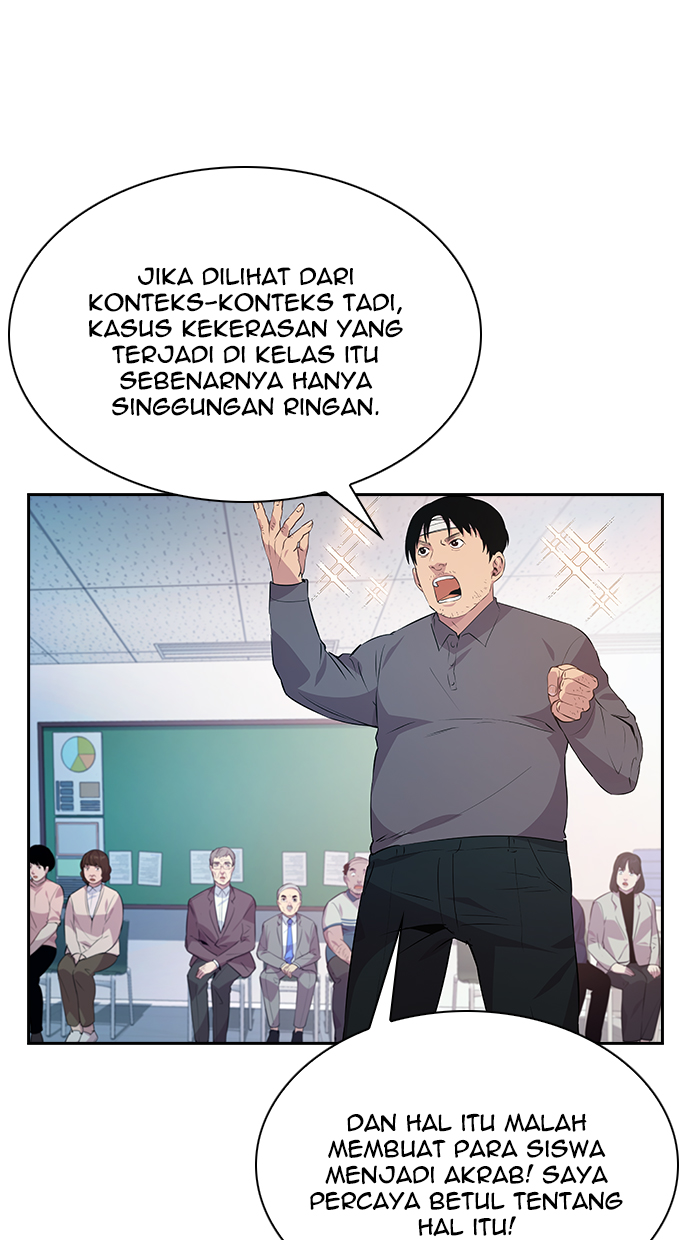 JIKA DILIHAT DARI
KONTEKS-KONTEKS TADI,
KASUS KEKERASAN YANG
TERJADI DI KELAS ITU
SEBENARNYA HANYA
SINGGUNGAN RINGAN.
DAN HAL ITU MALAH
MEMBUAT PARA SISWA
MENJADI AKRAB! SAYA
PERCAYA BETUL TENTANG
HAL ITU!